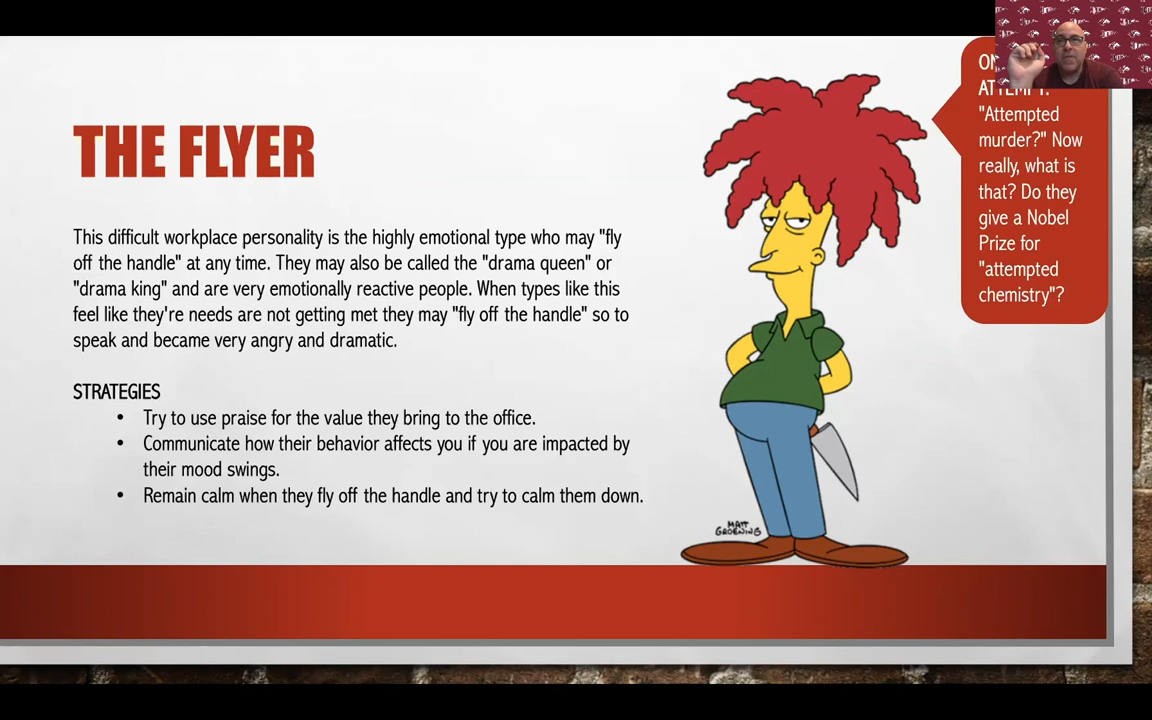 THE FLYER
This difficult workplace personality is the highly emotional type who may "fly
off the handle" at any time. They may also be called the "drama queen" or
"drama king" and are very emotionally reactive people. When types like this
feel like they're needs are not getting met they may "fly off the handle" so to
speak and became very angry and dramatic.
STRATEGIES
• Try to use praise for the value they bring to the office.
• Communicate how their behavior affects you if you are impacted by
their mood swings.
• Remain calm when they fly off the handle and try to calm them down.
"Attempted
murder?" Now
really, what is
that? Do they
give a Nobel
Prize for
"attempted
chemistry"?
MATT
GROENING